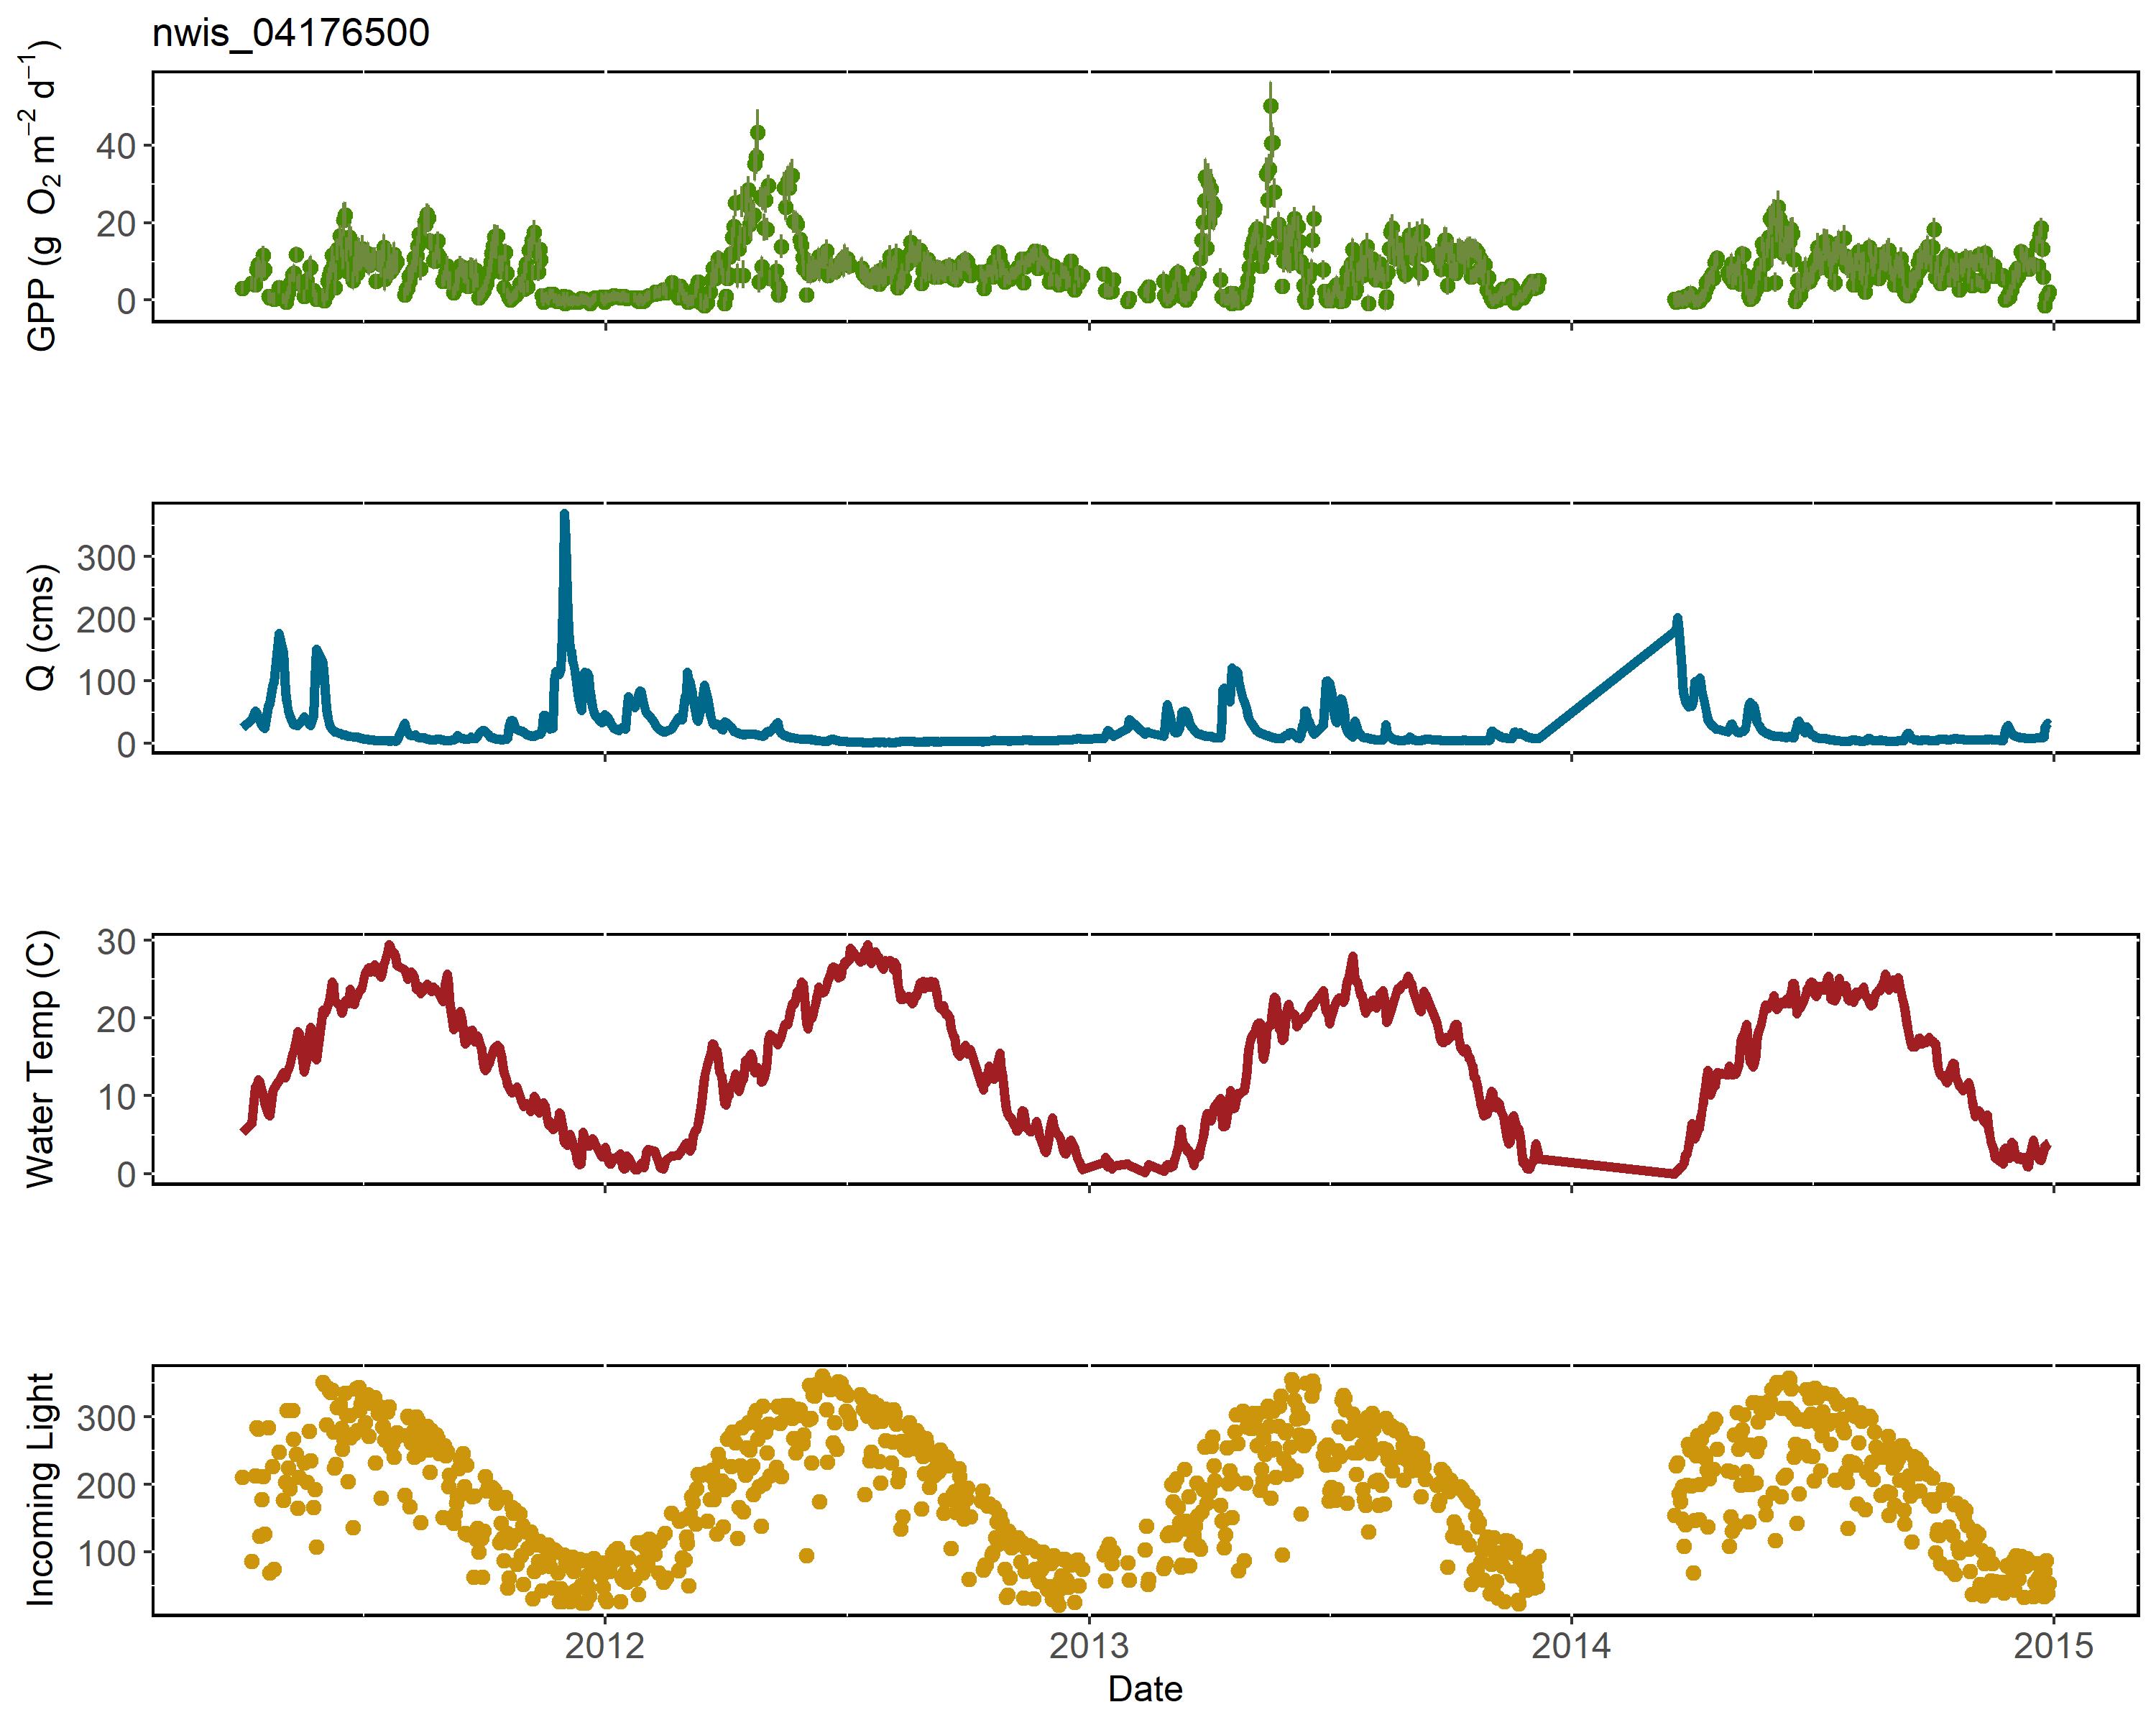 nwis_04176500
GPP (g O₂ m⁻² d⁻¹)
40
20
0
Q (cms)
300
200
100
0
Water Temp (C)
30
20
10
0
Incoming Light
300
200
100
2012 2013 2014 2015
Date